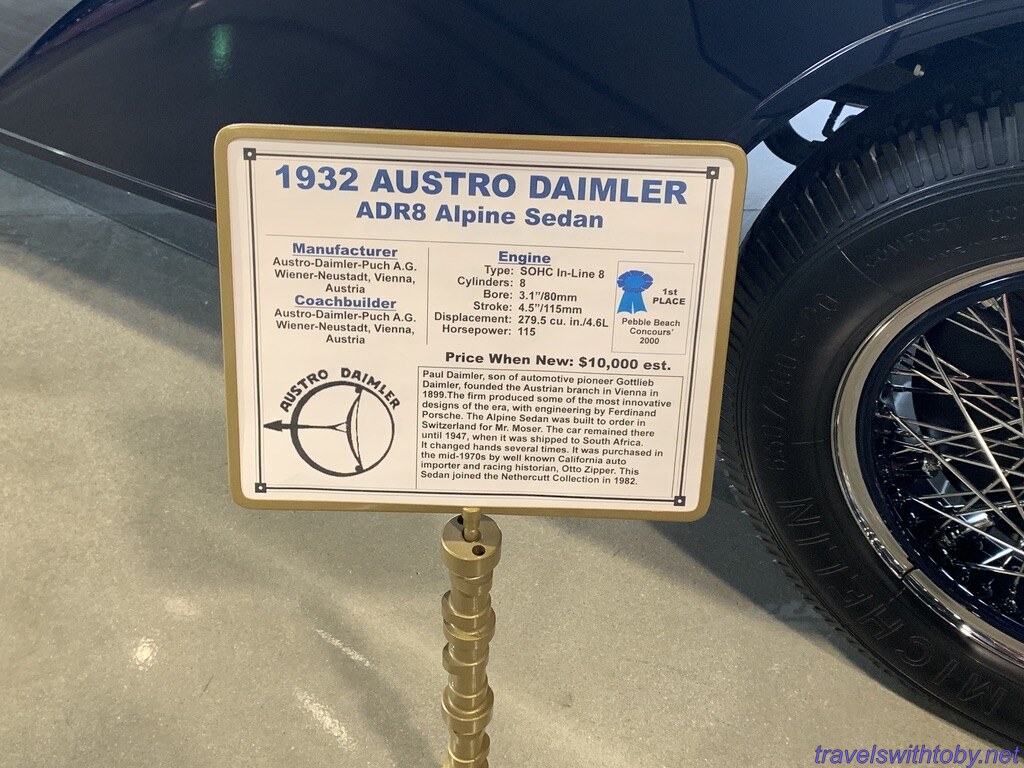 1932 AUSTRO DAIMLER
ADR8 Alpine Sedan
Manufacturer
Austro-Daimler-Puch A.G.
Wiener-Neustadt, Vienna,
Austria
Coachbuilder
Austro-Daimler-Puch A.G.
Wiener-Neustadt, Vienna,
Austria
Engine
Type: SOHC In-Line 8
Cylinders: 8
Bore: 3.1"/80mm
Stroke: 4.5"/115mm
Displacement: 279.5 cu. in./4.6L
Horsepower: 115
1st
PLACE
Pebble Beach
Concours'
2000
Price When New: $10,000 est.
AUSTRO DAIMLER
Paul Daimler, son of automotive pioneer Gottlieb
Daimler, founded the Austrian branch in Vienna in
1899.The firm produced some of the most innovative
designs of the era, with engineering by Ferdinand
Porsche. The Alpine Sedan was built to order in
Switzerland for Mr. Moser. The car remained there
until 1947, when it was shipped to South Africa.
It changed hands several times. It was purchased in
the mid-1970s by well known California auto
importer and racing historian, Otto Zipper. This
Sedan joined the Nethercutt Collection in 1982.
MICHELIN
travelswithtoby.net